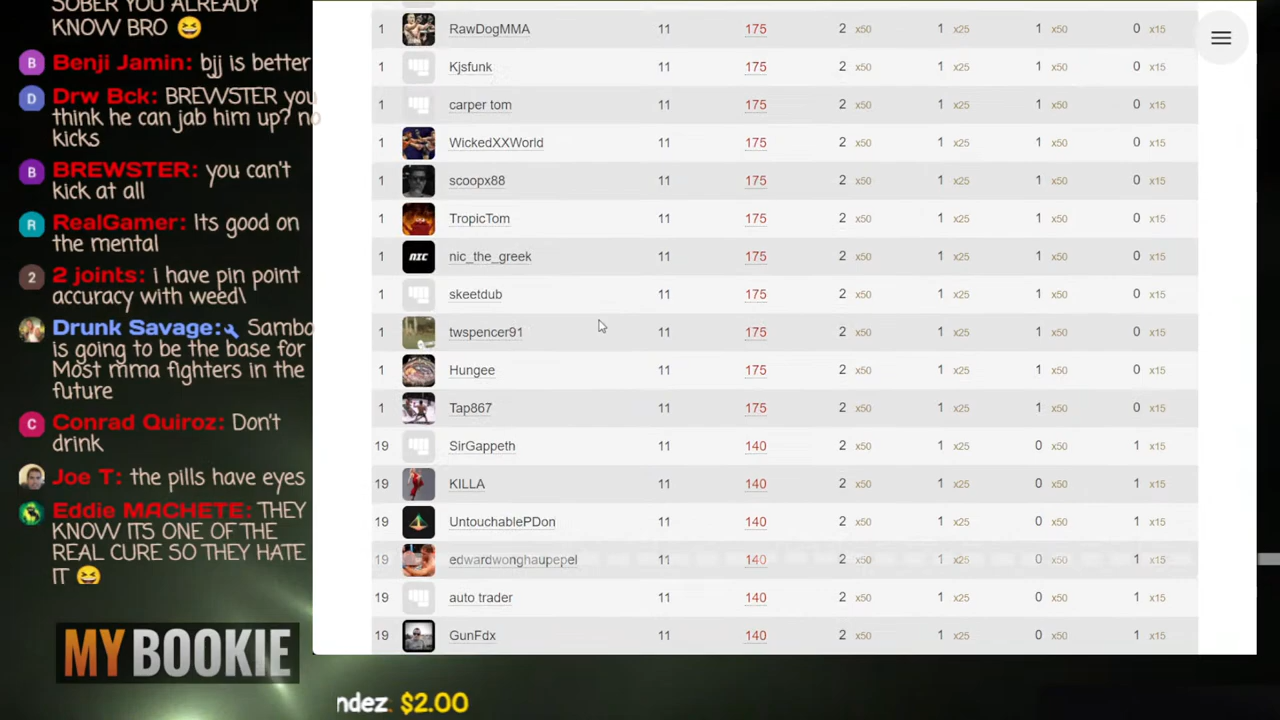 SOBER YOU ALREADY
KNOW BRO 😆
B Benji Jamin: bjj is better
D Drw Bck: BREWSTER you
think he can jab him up? no
kicks
B BREWSTER: you can't
kick at all
R RealGamer: Its good on
the mental
2 2 joints: i have pin point
accuracy with weed\
Drunk Savage: Sambo
is going to be the base for
Most mma fighters in the
future
C Conrad Quiroz: Don't
drink
Joe T: the pills have eyes
Eddie MACHETE: THEY
KNOW ITS ONE OF THE
REAL CURE SO THEY HATE
IT 😆
MYBOOKIE
1 RawDogMMA 11 175 2 x50 1 x25 1 x50 0 x15
1 Kjsfunk 11 175 2 x50 1 x25 1 x50 0 x15
1 carper tom 11 175 2 x50 1 x25 1 x50 0 x15
1 WickedXXWorld 11 175 2 x50 1 x25 1 x50 0 x15
1 scoopx88 11 175 2 x50 1 x25 1 x50 0 x15
1 TropicTom 11 175 2 x50 1 x25 1 x50 0 x15
1 NIC nic_the_greek 11 175 2 x50 1 x25 1 x50 0 x15
1 skeetdub 11 175 2 x50 1 x25 1 x50 0 x15
1 twspencer91 11 175 2 x50 1 x25 1 x50 0 x15
1 Hungee 11 175 2 x50 1 x25 1 x50 0 x15
1 Tap867 11 175 2 x50 1 x25 1 x50 0 x15
19 SirGappeth 11 140 2 x50 1 x25 0 x50 1 x15
19 KILLA 11 140 2 x50 1 x25 0 x50 1 x15
19 UntouchablePDon 11 140 2 x50 1 x25 0 x50 1 x15
19 edwardwonghaupepel 11 140 2 x50 1 x25 0 x50 1 x15
19 auto trader 11 140 2 x50 1 x25 0 x50 1 x15
19 GunFdx 11 140 2 x50 1 x25 0 x50 1 x15
ndez $2.00